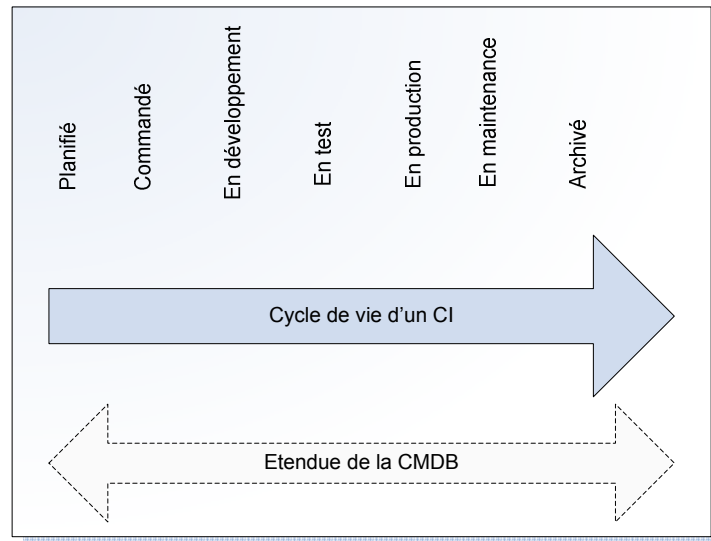 Planifié
Commandé
En développement
En test
En production
En maintenance
Archivé
Cycle de vie d’un CI
Etendue de la CMDB